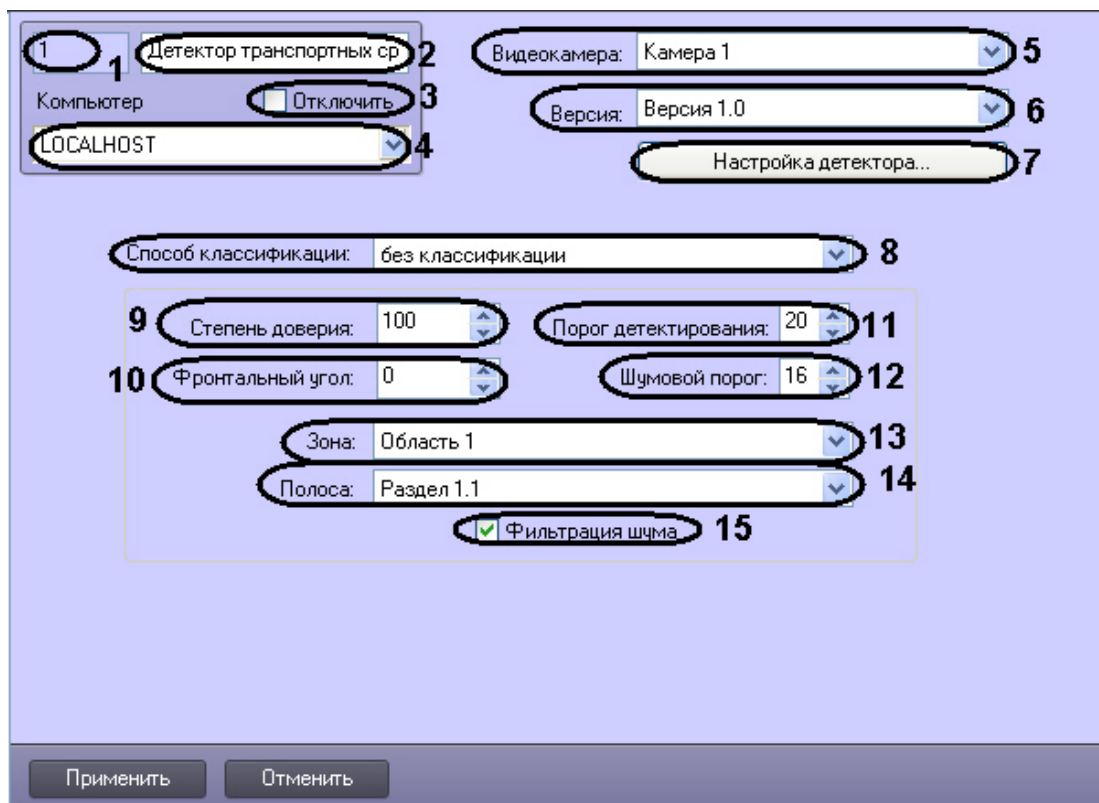 1 1 Детектор транспортных ср 2
Компьютер Отключить 3
LOCALHOST 4
Видеокамера: Камера 1 5
Версия: Версия 1.0 6
Настройка детектора... 7
Способ классификации: без классификации 8
9 Степень доверия: 100 Порог детектирования: 20 11
10 Фронтальный угол: 0 Шумовой порог: 16 12
Зона: Область 1 13
Полоса: Раздел 1.1 14
Фильтрация шума 15
Применить Отменить